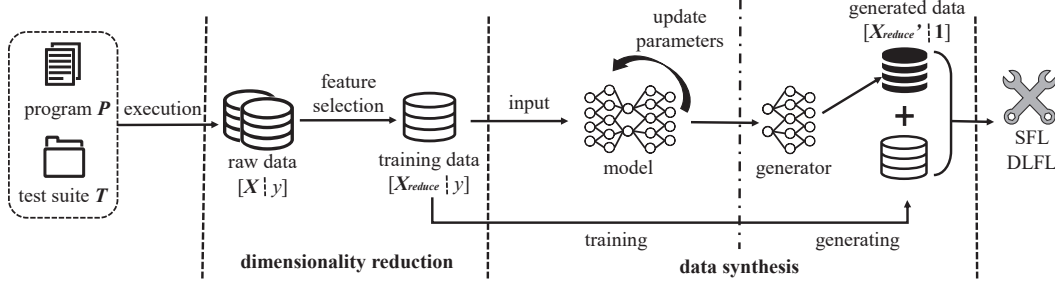 program P
test suite T
execution
raw data
[X ¦ y]
feature
selection
training data
[Xreduce ¦ y]
dimensionality reduction
input
update
parameters
model
training
generator
generated data
[Xreduce’ ¦ 1]
+
generating
data synthesis
SFL
DLFL